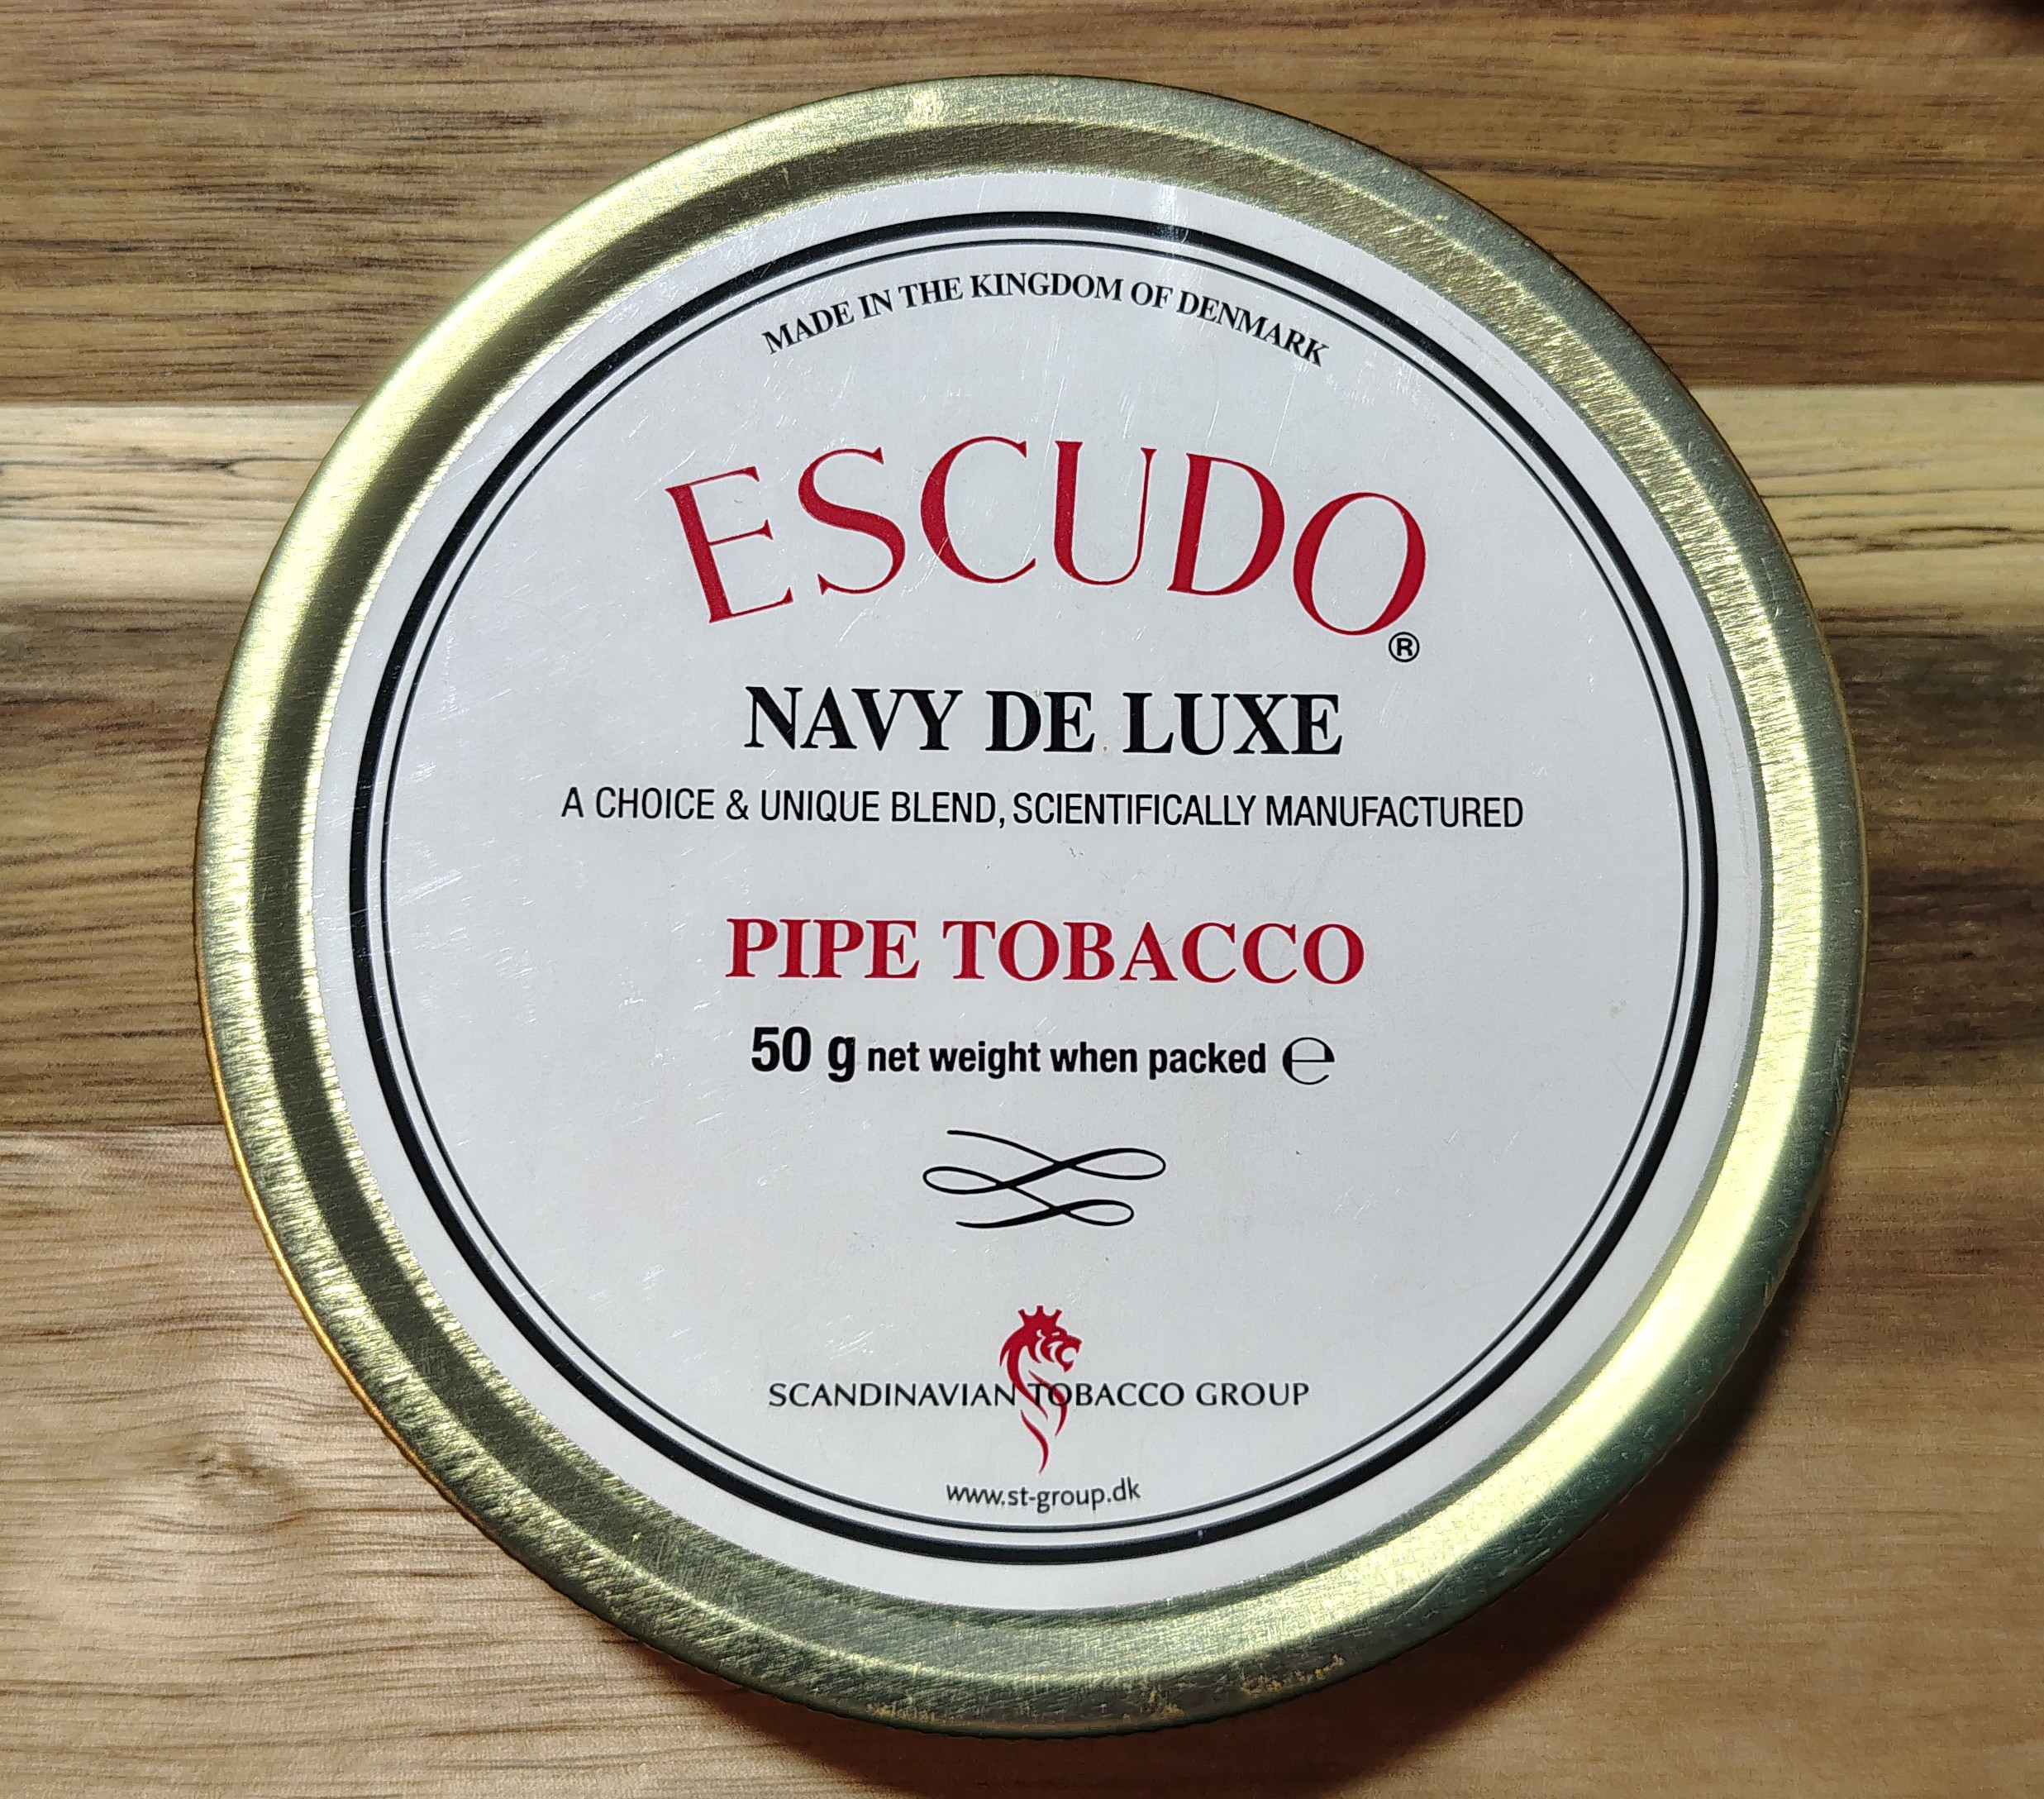 MADE IN THE KINGDOM OF DENMARK
ESCUDO®
NAVY DE LUXE
A CHOICE & UNIQUE BLEND, SCIENTIFICALLY MANUFACTURED
PIPE TOBACCO
50 g net weight when packed ℮
SCANDINAVIAN TOBACCO GROUP
www.st-group.dk